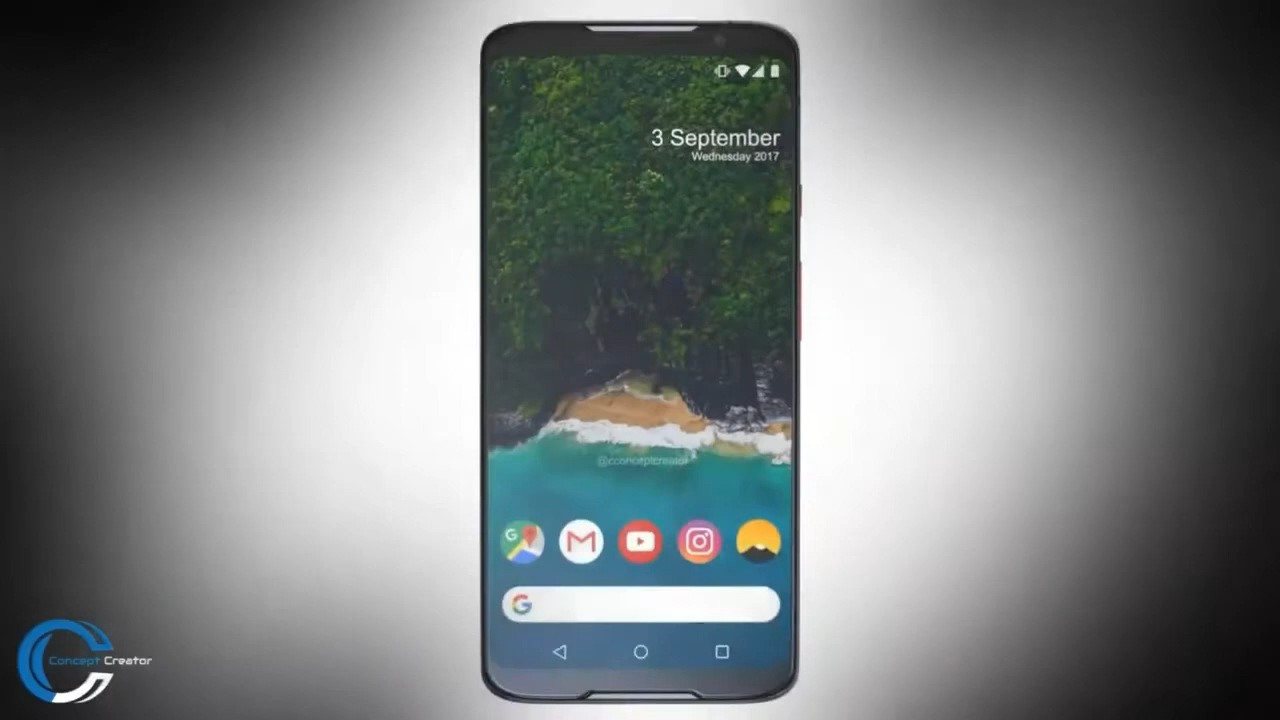 3 September
Wednesday 2017
@cconceptcreator
G
M
G
Concept Creator